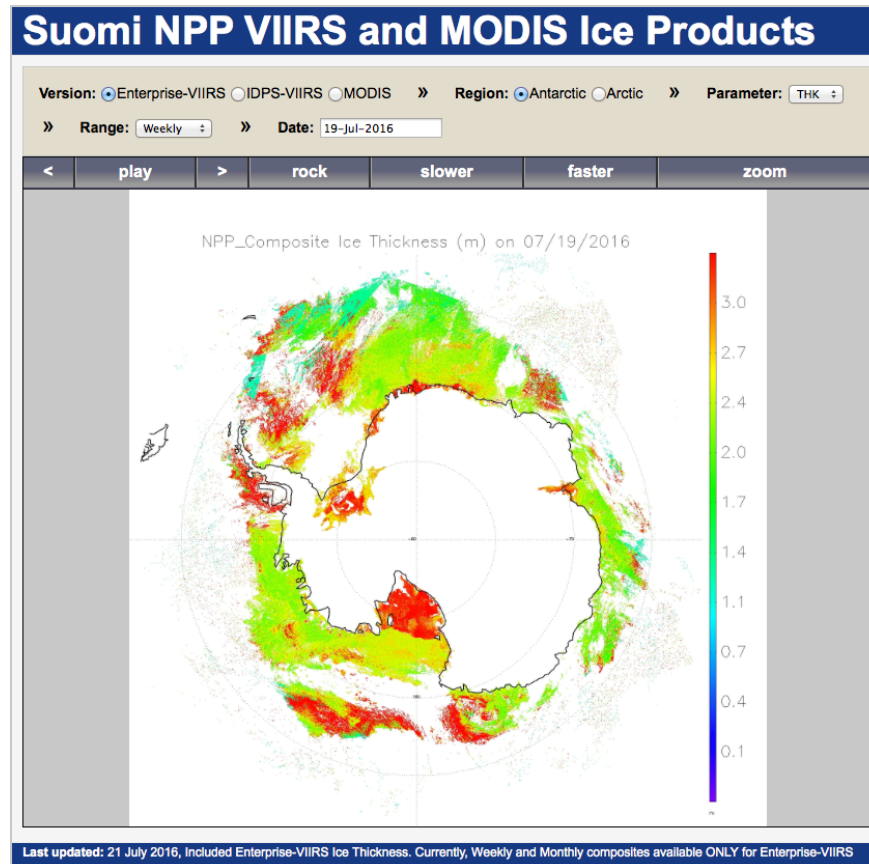 Suomi NPP VIIRS and MODIS Ice Products
Version: Enterprise-VIIRS IDPS-VIIRS MODIS » Region: Antarctic Arctic » Parameter: THK
» Range: Weekly » Date: 19-Jul-2016
< play > rock slower faster zoom
NPP_Composite Ice Thickness (m) on 07/19/2016
3.0
2.7
2.4
2.0
1.7
1.4
1.1
0.7
0.4
0.1
Last updated: 21 July 2016, Included Enterprise-VIIRS Ice Thickness. Currently, Weekly and Monthly composites available ONLY for Enterprise-VIIRS